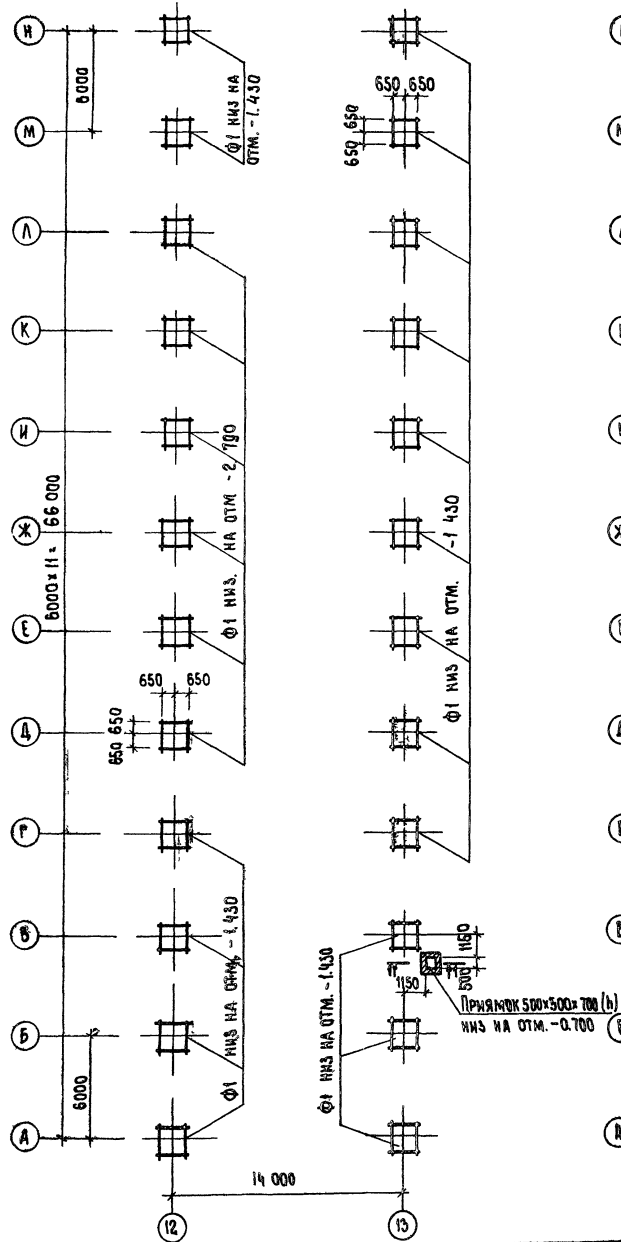 Н
6000
Ф1 НИЗ НА
ОТМ. -1.430
650 650
М
650 650
Л
К
И
Ф1 НИЗ. НА ОТМ -2.790
Ж
6000х11= 66 000
Ф1 НИЗ НА ОТМ. -1 430
Е
650 650
Д
650 650
Г
В
Ф1 НИЗ НА ОТМ. -1.430
Ф1 НИЗ НА ОТМ. -1.430
1150
500
1150
ПРИЯМОК 500х500х700(h)
НИЗ НА ОТМ. -0.700
Б
6000
А
14 000
12
13